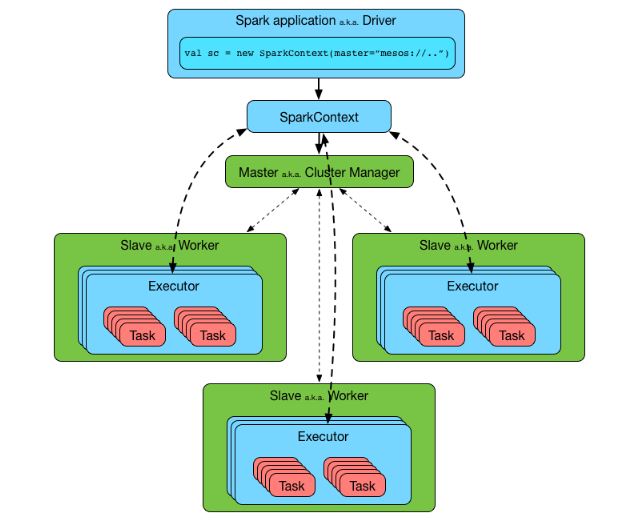 Spark application a.k.a. Driver
val sc = new SparkContext(master="mesos://..")
SparkContext
Master a.k.a. Cluster Manager
Slave a.k.a. Worker
Executor
Task
Task
Slave a.k.a. Worker
Executor
Task
Task
Slave a.k.a. Worker
Executor
Task
Task